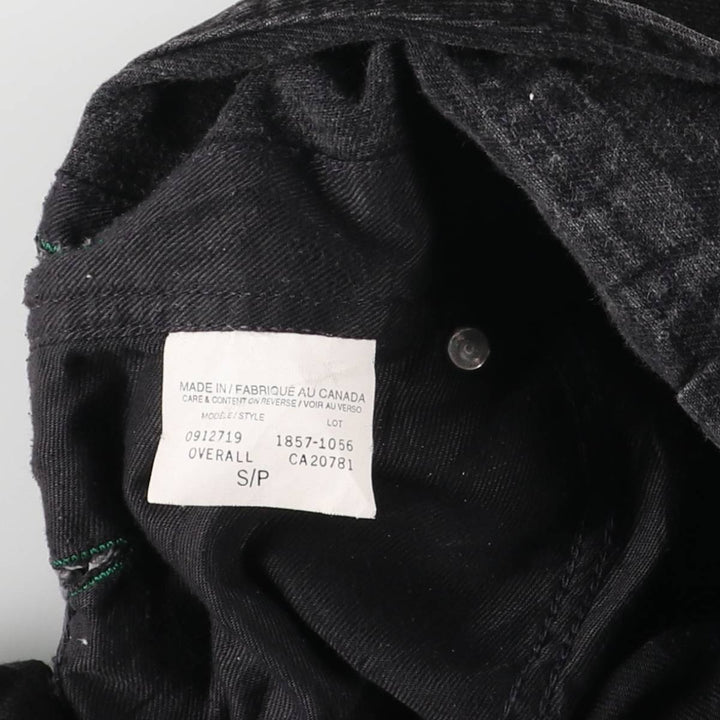 MADE IN / FABRIQUÉ AU CANADA
CARE & CONTENT ON REVERSE / VOIR AU VERSO
MODÈLE / STYLE LOT
0912719 1857-1056
OVERALL CA20781
S/P